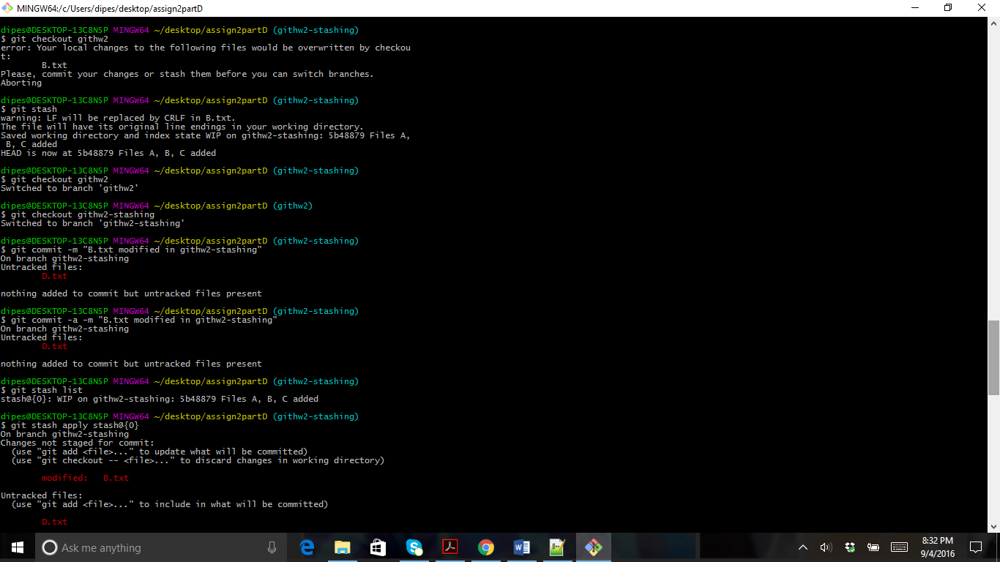 MINGW64:/c/Users/dipes/desktop/assign2partD
dipes@DESKTOP-13C8N5P MINGW64 ~/desktop/assign2partD (githw2-stashing)
$ git checkout githw2
error: Your local changes to the following files would be overwritten by checkou
t:
        B.txt
Please, commit your changes or stash them before you can switch branches.
Aborting
dipes@DESKTOP-13C8N5P MINGW64 ~/desktop/assign2partD (githw2-stashing)
$ git stash
warning: LF will be replaced by CRLF in B.txt.
The file will have its original line endings in your working directory.
Saved working directory and index state WIP on githw2-stashing: 5b48879 Files A,
 B, C added
HEAD is now at 5b48879 Files A, B, C added
dipes@DESKTOP-13C8N5P MINGW64 ~/desktop/assign2partD (githw2-stashing)
$ git checkout githw2
Switched to branch 'githw2'
dipes@DESKTOP-13C8N5P MINGW64 ~/desktop/assign2partD (githw2)
$ git checkout githw2-stashing
Switched to branch 'githw2-stashing'
dipes@DESKTOP-13C8N5P MINGW64 ~/desktop/assign2partD (githw2-stashing)
$ git commit -m "B.txt modified in githw2-stashing"
On branch githw2-stashing
Untracked files:
        D.txt
nothing added to commit but untracked files present
dipes@DESKTOP-13C8N5P MINGW64 ~/desktop/assign2partD (githw2-stashing)
$ git commit -a -m "B.txt modified in githw2-stashing"
On branch githw2-stashing
Untracked files:
        D.txt
nothing added to commit but untracked files present
dipes@DESKTOP-13C8N5P MINGW64 ~/desktop/assign2partD (githw2-stashing)
$ git stash list
stash@{0}: WIP on githw2-stashing: 5b48879 Files A, B, C added
dipes@DESKTOP-13C8N5P MINGW64 ~/desktop/assign2partD (githw2-stashing)
$ git stash apply stash@{0}
On branch githw2-stashing
Changes not staged for commit:
  (use "git add <file>..." to update what will be committed)
  (use "git checkout -- <file>..." to discard changes in working directory)
        modified:   B.txt
Untracked files:
  (use "git add <file>..." to include in what will be committed)
        D.txt
Ask me anything
8:32 PM
9/4/2016